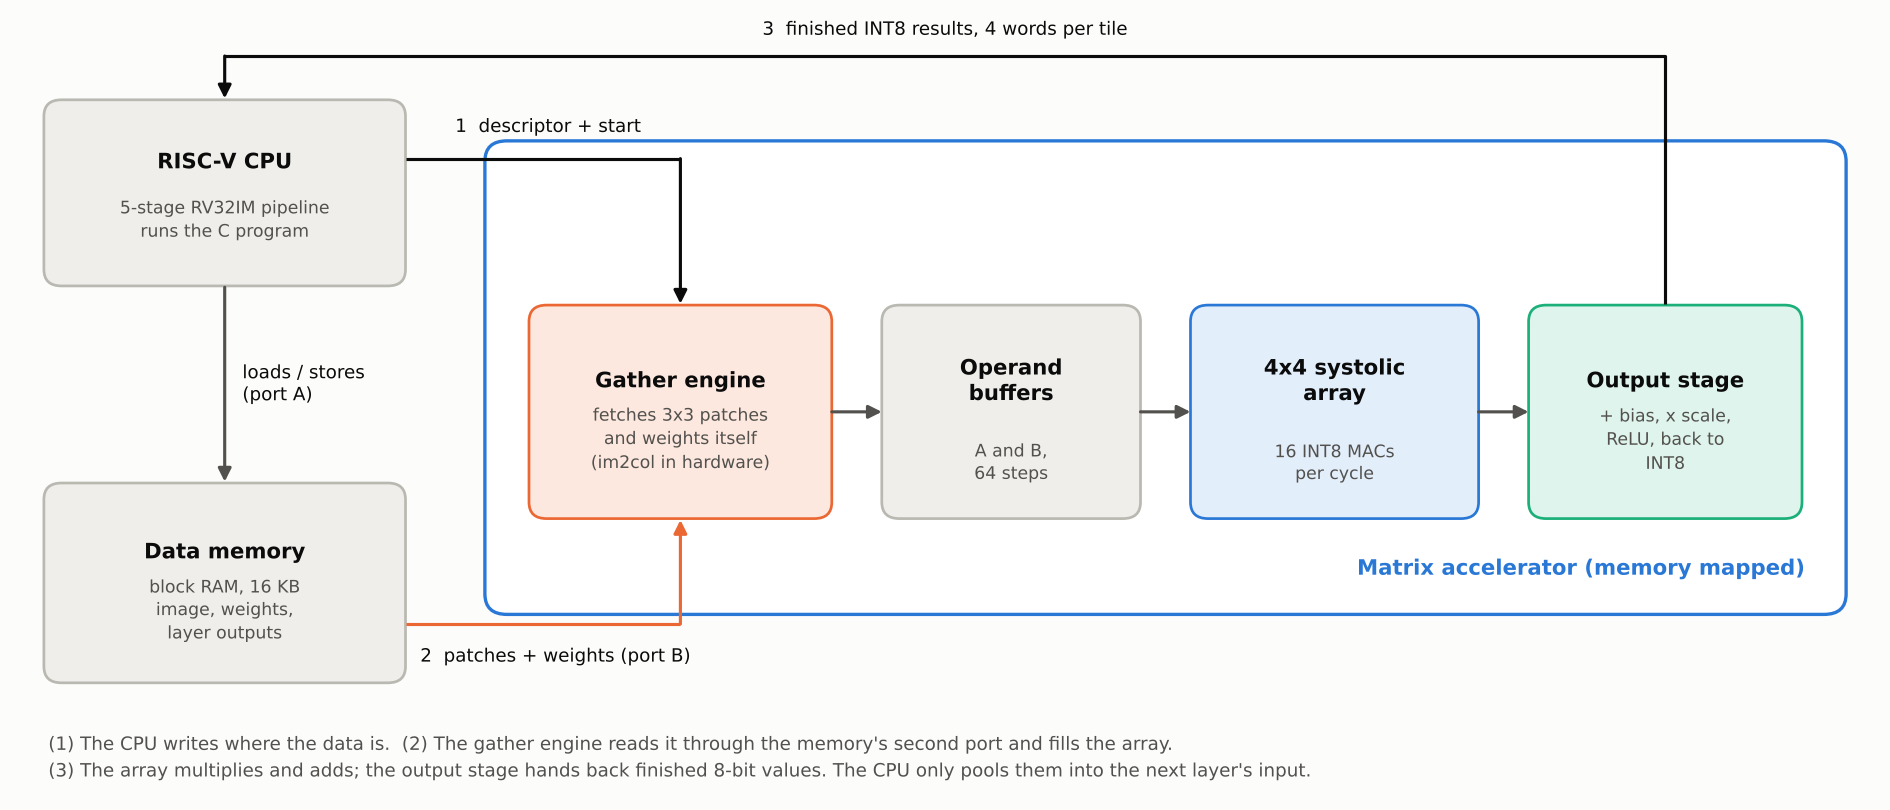 3  finished INT8 results, 4 words per tile
1  descriptor + start
RISC-V CPU
5-stage RV32IM pipeline
runs the C program
loads / stores
(port A)
Gather engine
fetches 3x3 patches
and weights itself
(im2col in hardware)
Operand
buffers
A and B,
64 steps
4x4 systolic
array
16 INT8 MACs
per cycle
Output stage
+ bias, x scale,
ReLU, back to
INT8
Data memory
block RAM, 16 KB
image, weights,
layer outputs
Matrix accelerator (memory mapped)
2  patches + weights (port B)
(1) The CPU writes where the data is.  (2) The gather engine reads it through the memory's second port and fills the array.
(3) The array multiplies and adds; the output stage hands back finished 8-bit values. The CPU only pools them into the next layer's input.